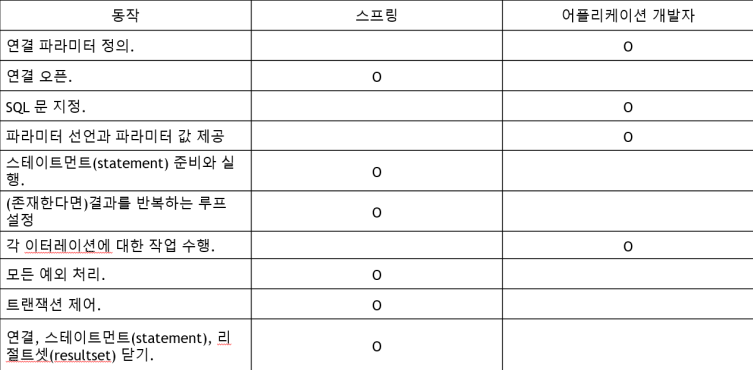 동작 스프링 어플리케이션 개발자
연결 파라미터 정의. O
연결 오픈. O
SQL 문 지정. O
파라미터 선언과 파라미터 값 제공 O
스테이트먼트(statement) 준비와 실
행. O
(존재한다면)결과를 반복하는 루프
설정 O
각 이터레이션에 대한 작업 수행. O
모든 예외 처리. O
트랜잭션 제어. O
연결, 스테이트먼트(statement), 리
절트셋(resultset) 닫기. O